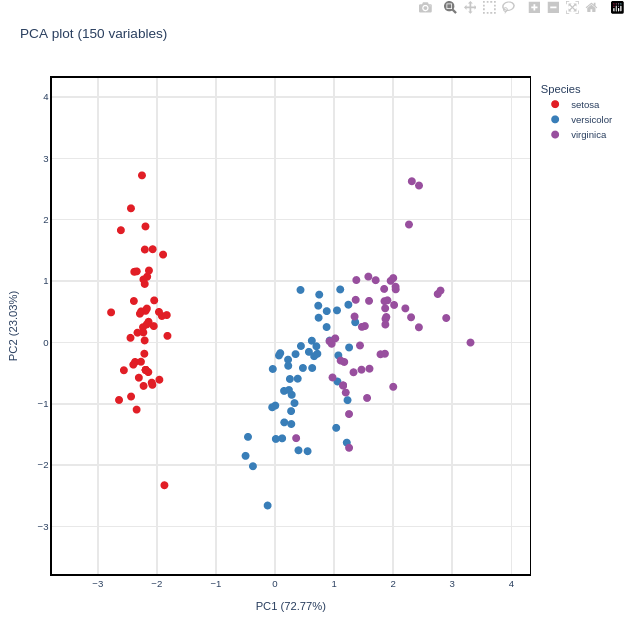 PCA plot (150 variables)
Species
setosa
versicolor
virginica
4
3
2
1
0
−1
−2
−3
PC2 (23.03%)
−3 −2 −1 0 1 2 3 4
PC1 (72.77%)